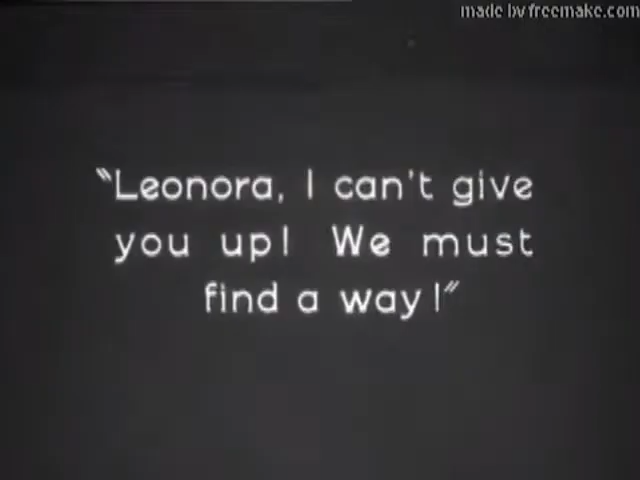 made by freemake.com
"Leonora, I can't give
you up! We must
find a way!"